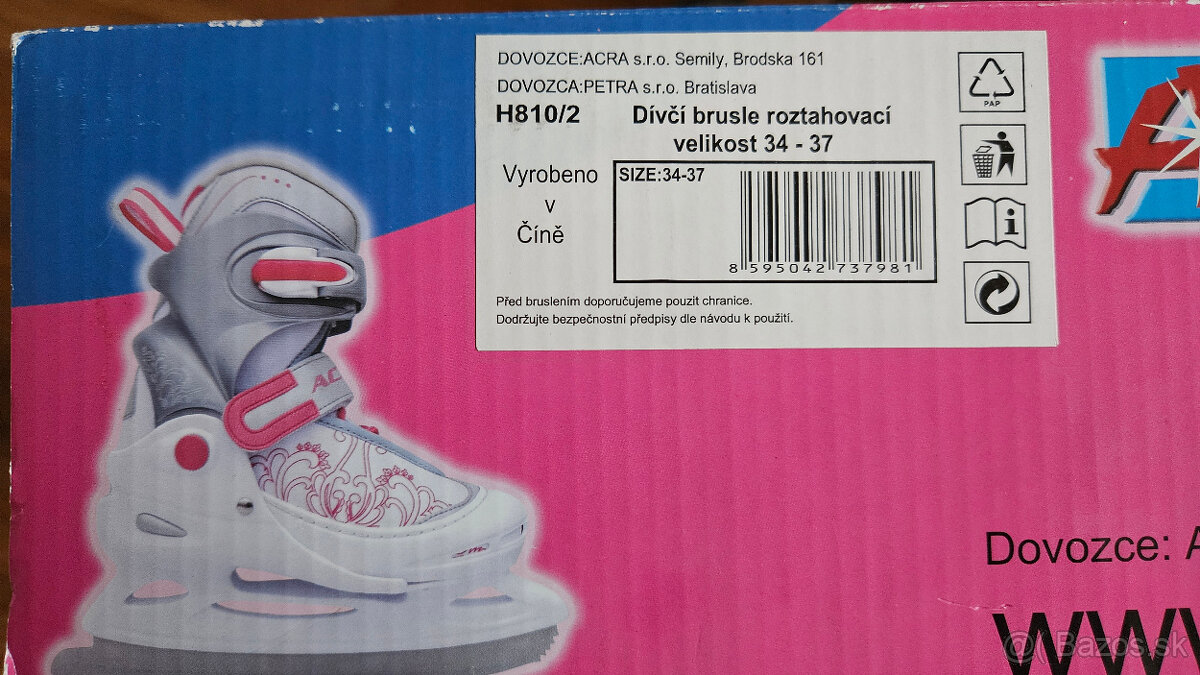 DOVOZCE:ACRA s.r.o. Semily, Brodska 161
DOVOZCA:PETRA s.r.o. Bratislava
H810/2 Dívčí brusle roztahovací
velikost 34 - 37
Vyrobeno
v
Číně
SIZE:34-37
8 595042 737981
Před bruslením doporučujeme pouzit chranice.
Dodržujte bezpečnostní předpisy dle návodu k použití.
PAP
AC
Dovozce: A
www
@( Bazos.sk